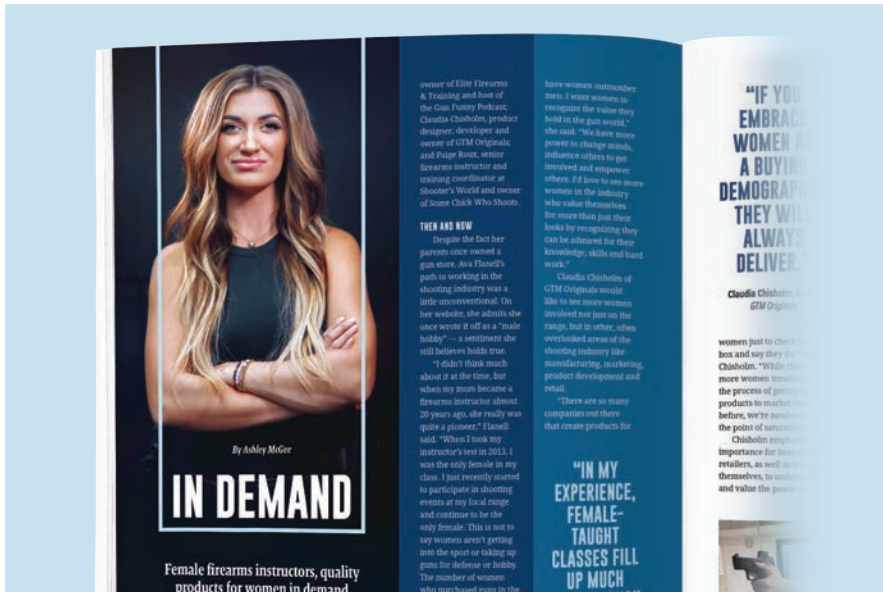 By Ashley McGee
IN DEMAND
Female firearms instructors, quality
products for women in demand
owner of Elite Firearms
& Training and host of
the Gun Funny Podcast;
Claudia Chisholm, product
designer, developer and
owner of GTM Originals;
and Paige Roux, senior
firearms instructor and
training coordinator at
Shooter's World and owner
of Some Chick Who Shoots.
THEN AND NOW
Despite the fact her
parents once owned a
gun store, Ava Flanell's
path to working in the
shooting industry was a
little unconventional. On
her website, she admits she
once wrote it off as a "male
hobby" — a sentiment she
still believes holds true.
"I didn't think much
about it at the time, but
when my mom became a
firearms instructor almost
20 years ago, she really was
quite a pioneer," Flanell
said. "When I took my
instructor's test in 2013, I
was the only female in my
class. I just recently started
to participate in shooting
events at my local range
and continue to be the
only female. This is not to
say women aren't getting
into the sport or taking up
guns for defense or hobby.
The number of women
who purchased guns in the
have women outnumber
men. I want women to
recognize the value they
hold in the gun world,"
she said. "We have more
power to change minds,
influence others to get
involved and empower
others. I'd love to see more
women in the industry
who value themselves
for more than just their
looks by recognizing they
can be admired for their
knowledge, skills and hard
work."
Claudia Chisholm of
GTM Originals would
like to see more women
involved not just on the
range, but in other, often
overlooked areas of the
shooting industry like
manufacturing, marketing,
product development and
retail.
"There are so many
companies out there
that create products for
"IN MY
EXPERIENCE,
FEMALE-
TAUGHT
CLASSES FILL
UP MUCH
"IF YOU
EMBRACE
WOMEN
A BUYING
THEY WILL
ALWAYS
DELIVER."
Claudia Chisholm,
GTM
women just to check
box and say they do,"
Chisholm. "While
more women
the process of getting
products to market
before, we're
the point of
Chisholm
importance for
retailers, as well as
themselves, to
and value the power